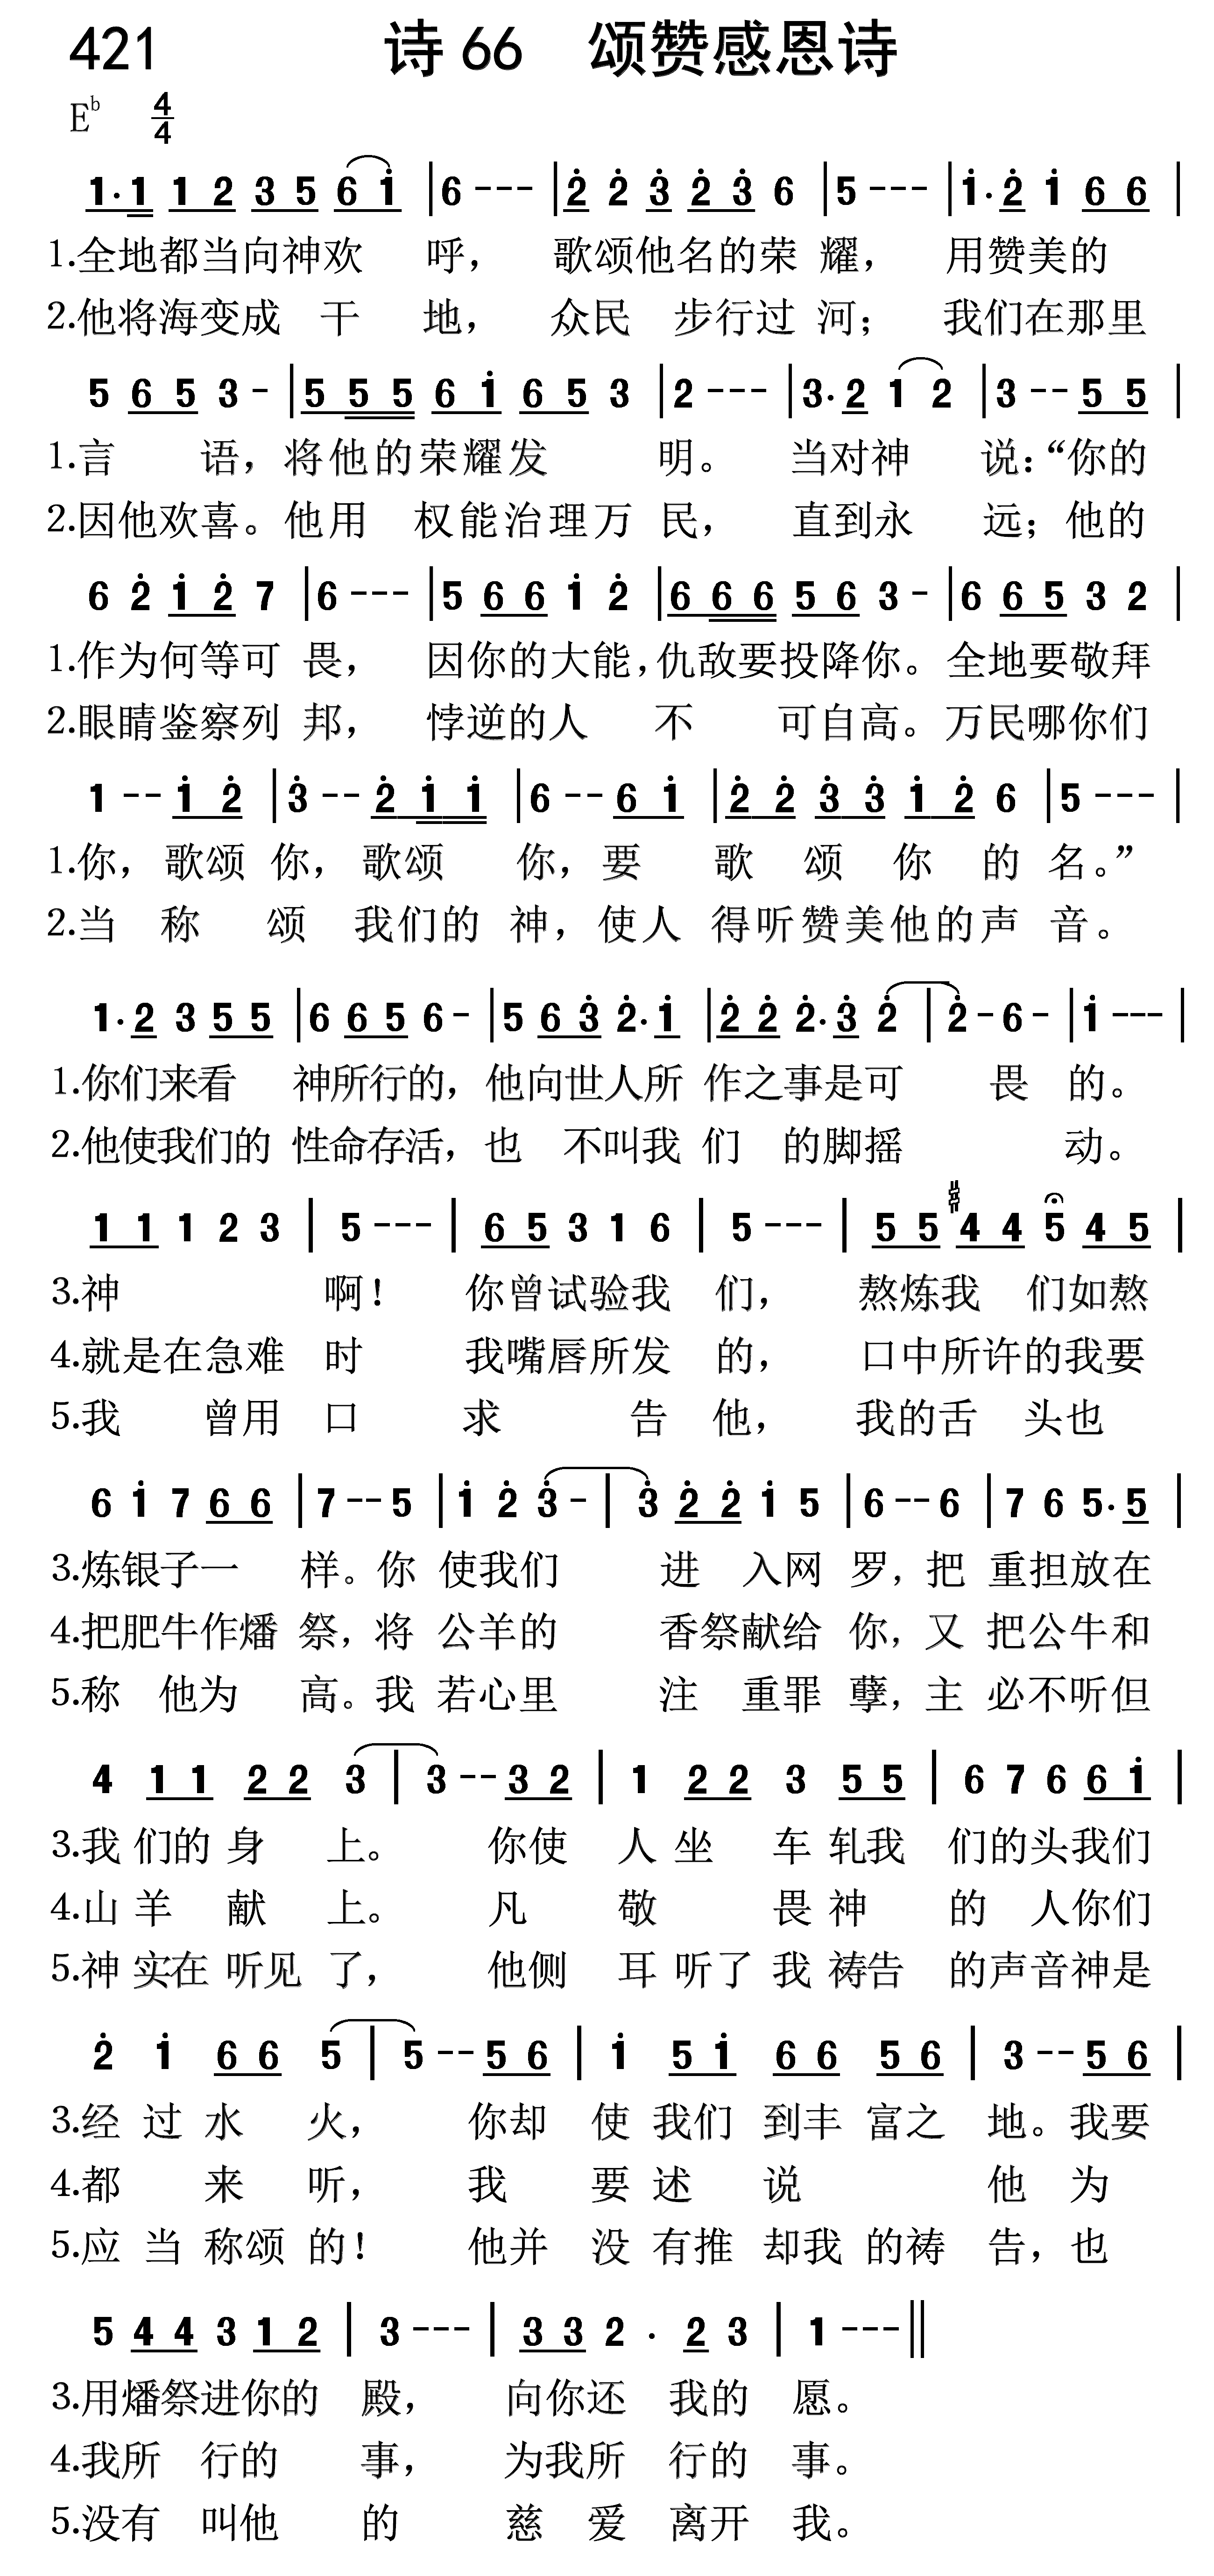 421 诗 66 颂赞感恩诗
E♭ 4/4
1·1 1 2 3 5 6 1̇ | 6 - - - | 2̇ 2̇ 3̇ 2̇ 3̇ 6 | 5 - - - | 1̇·2̇ 1̇ 6 6 |
1.全地都当向神欢 呼， 歌颂他名的荣 耀， 用赞美的
2.他将海变成 干 地， 众民 步行过 河； 我们在那里
5 6 5 3 - | 5 5 5 6 1̇ 6 5 3 | 2 - - - | 3·2 1 2 | 3 - - 5 5 |
1.言 语，将他的荣耀发 明。 当对神 说：“你的
2.因他欢喜。他用 权能治理万 民， 直到永 远；他的
6 2̇ 1̇ 2̇ 7 | 6 - - - | 5 6 6 1̇ 2̇ | 6 6 6 5 6 3 - | 6 6 5 3 2 |
1.作为何等可 畏， 因你的大能，仇敌要投降你。全地要敬拜
2.眼睛鉴察列 邦， 悖逆的人 不 可自高。万民哪你们
1 - - 1̇ 2̇ | 3̇ - - 2̇ 1̇ 1̇ | 6 - - 6 1̇ | 2̇ 2̇ 3̇ 3̇ 1̇ 2̇ 6 | 5 - - - |
1.你，歌颂 你，歌颂 你，要 歌 颂 你 的 名。”
2.当 称 颂 我们的 神，使人 得听赞美他的声 音。
1·2 3 5 5 | 6 6 5 6 - | 5 6 3̇ 2̇·1̇ | 2̇ 2̇ 2̇·3̇ 2̇ | 2̇ - 6 - | 1̇ - - - |
1.你们来看 神所行的，他向世人所 作之事是可 畏 的。
2.他使我们的 性命存活，也 不叫我 们 的脚摇 动。
1 1 1 2 3 | 5 - - - | 6 5 3 1 6 | 5 - - - | 5 5 #4 4 5 4 5 |
3.神 啊！ 你曾试验我 们， 熬炼我 们如熬
4.就是在急难 时 我嘴唇所发 的， 口中所许的我要
5.我 曾用 口 求 告 他， 我的舌 头也
6 1̇ 7 6 6 | 7 - - 5 | 1̇ 2̇ 3̇ - | 3̇ 2̇ 2̇ 1̇ 5 | 6 - - 6 | 7 6 5·5 |
3.炼银子一 样。你 使我们 进 入网 罗，把 重担放在
4.把肥牛作燔 祭，将 公羊的 香祭献给 你，又 把公牛和
5.称 他为 高。我 若心里 注 重罪 孽，主 必不听但
4 1 1 2 2 3 | 3 - - 3 2 | 1 2 2 3 5 5 | 6 7 6 6 1̇ |
3.我 们的 身 上。 你使 人 坐 车 轧我 们的头我们
4.山 羊 献 上。 凡 敬 畏 神 的 人你们
5.神 实在 听见 了， 他侧 耳 听了 我 祷告 的声音神是
2̇ 1̇ 6 6 5 | 5 - - 5 6 | 1̇ 5 1̇ 6 6 5 6 | 3 - - 5 6 |
3.经 过 水 火， 你却 使 我们 到丰 富之 地。我要
4.都 来 听， 我 要 述 说 他 为
5.应 当 称颂 的！ 他并 没 有推 却我 的祷 告，也
5 4 4 3 1 2 | 3 - - - | 3 3 2 · 2 3 | 1 - - - ‖
3.用燔祭进你的 殿， 向你还 我的 愿。
4.我所 行的 事， 为我所 行的 事。
5.没有 叫他 的 慈 爱 离开 我。